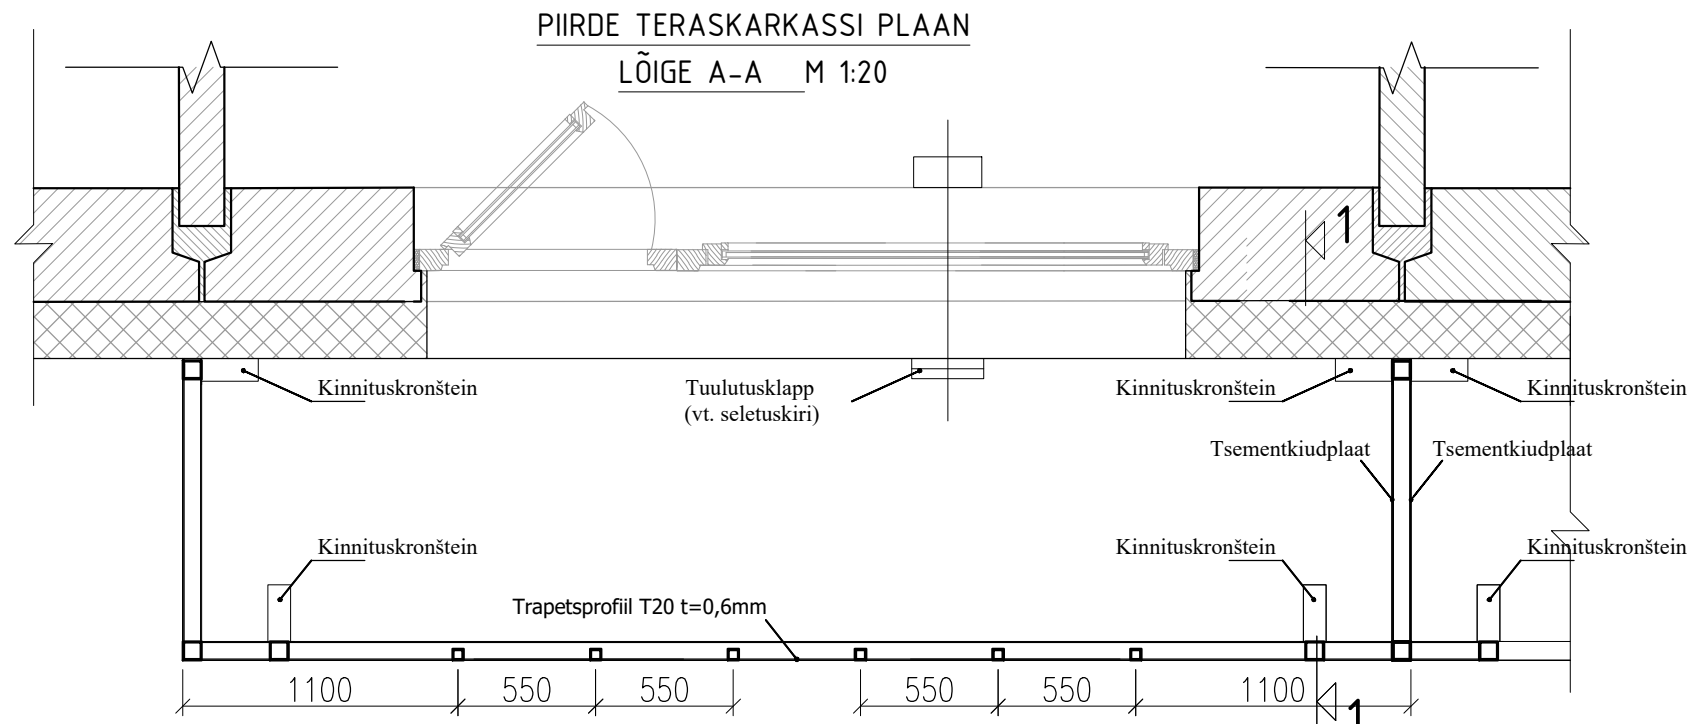 PIIRDE TERASKARKASSI PLAAN
LÕIGE A-A M 1:20
1
Kinnituskronštein
Tuulutusklapp
(vt. seletuskiri)
Kinnituskronštein
Kinnituskronštein
Tsementkiudplaat
Tsementkiudplaat
Kinnituskronštein
Kinnituskronštein
Kinnituskronštein
Trapetsprofiil T20 t=0,6mm
1100 550 550 550 550 1100
1